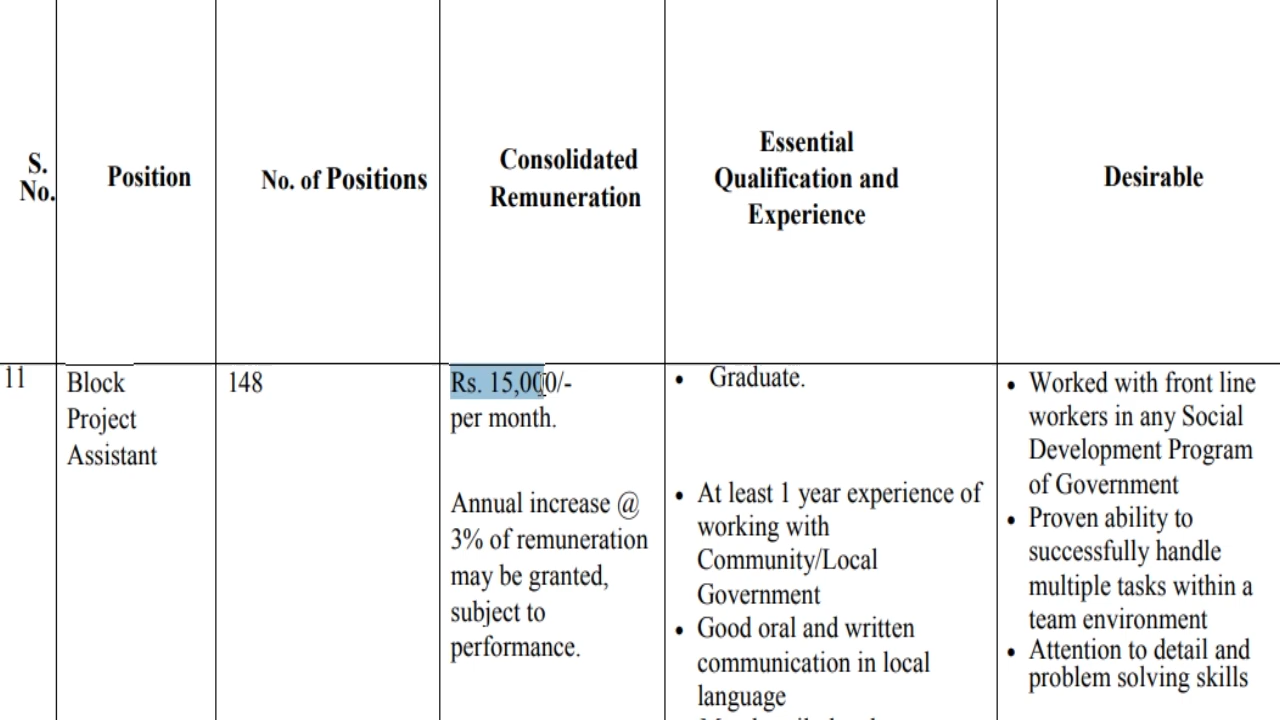 S.
No.
Position
No. of Positions
Consolidated
Remuneration
Essential
Qualification and
Experience
Desirable
11
Block
Project
Assistant
148
Rs. 15,000/-
per month.
Annual increase @
3% of remuneration
may be granted,
subject to
performance.
• Graduate.
• At least 1 year experience of
working with
Community/Local
Government
• Good oral and written
communication in local
language
• Worked with front line
workers in any Social
Development Program
of Government
• Proven ability to
successfully handle
multiple tasks within a
team environment
• Attention to detail and
problem solving skills